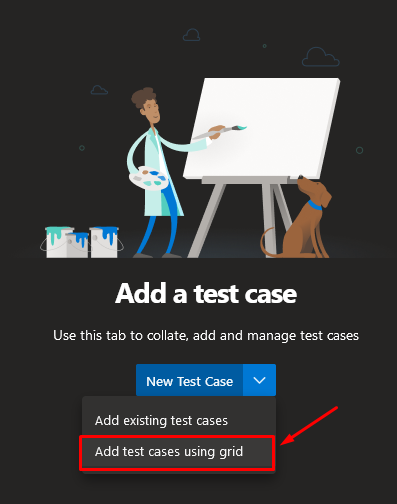 Add a test case
Use this tab to collate, add and manage test cases
New Test Case
Add existing test cases
Add test cases using grid